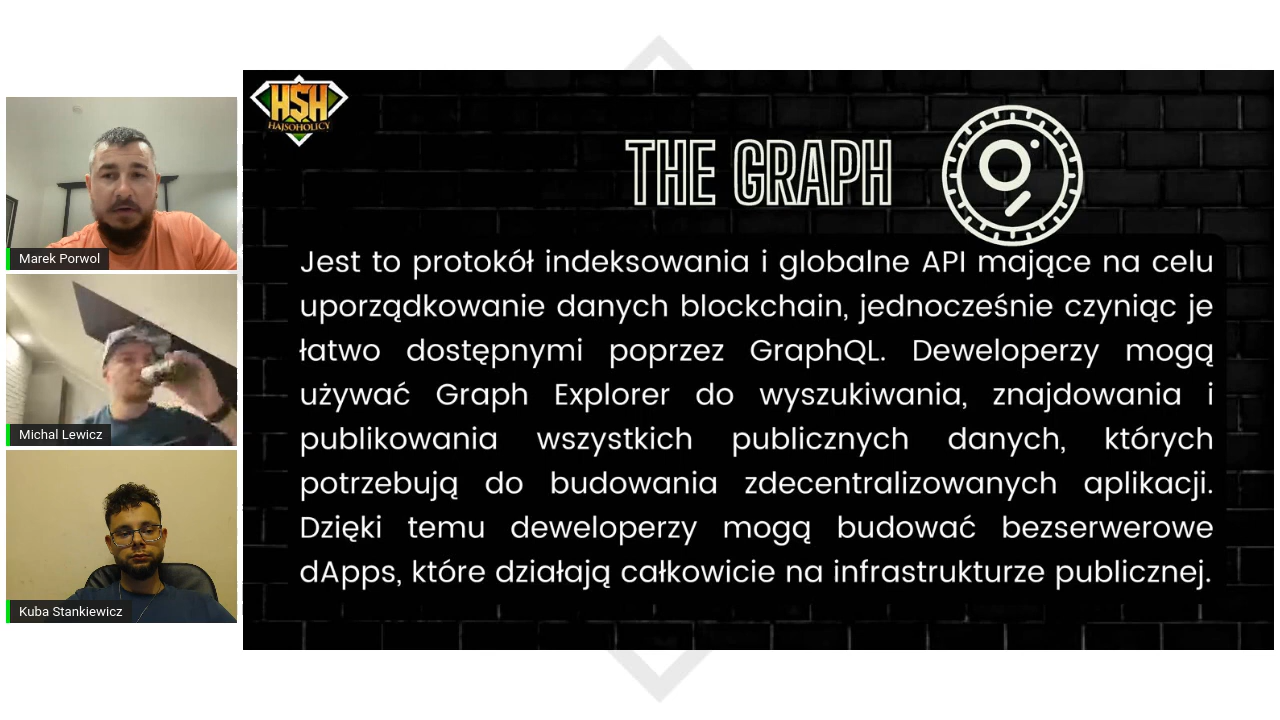 H$H
HAJSOHOLICY
THE GRAPH
Jest to protokół indeksowania i globalne API mające na celu
uporządkowanie danych blockchain, jednocześnie czyniąc je
łatwo dostępnymi poprzez GraphQL. Deweloperzy mogą
używać Graph Explorer do wyszukiwania, znajdowania i
publikowania wszystkich publicznych danych, których
potrzebują do budowania zdecentralizowanych aplikacji.
Dzięki temu deweloperzy mogą budować bezserwerowe
dApps, które działają całkowicie na infrastrukturze publicznej.
Marek Porwol
Michal Lewicz
Kuba Stankiewicz